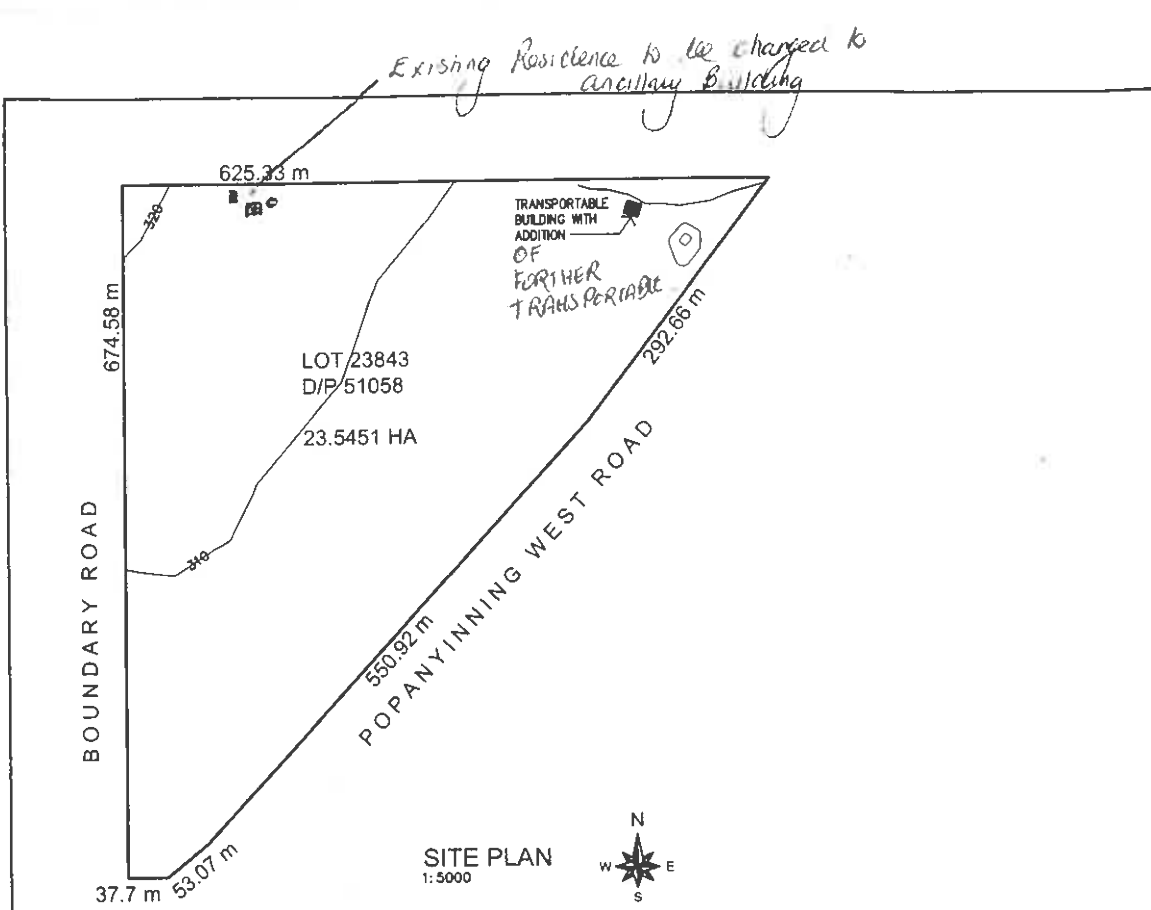 Existing Residence to be changed to
ancillary Building
625.33 m
320
TRANSPORTABLE
BUILDING WITH
ADDITION
OF
FURTHER
TRANSPORTABLE
674.58 m
292.66 m
LOT 23843
D/P 51058
23.5451 HA
BOUNDARY ROAD
310
550.92 m
POPANYINNING WEST ROAD
SITE PLAN
1:5000
N
W E
S
37.7 m
53.07 m